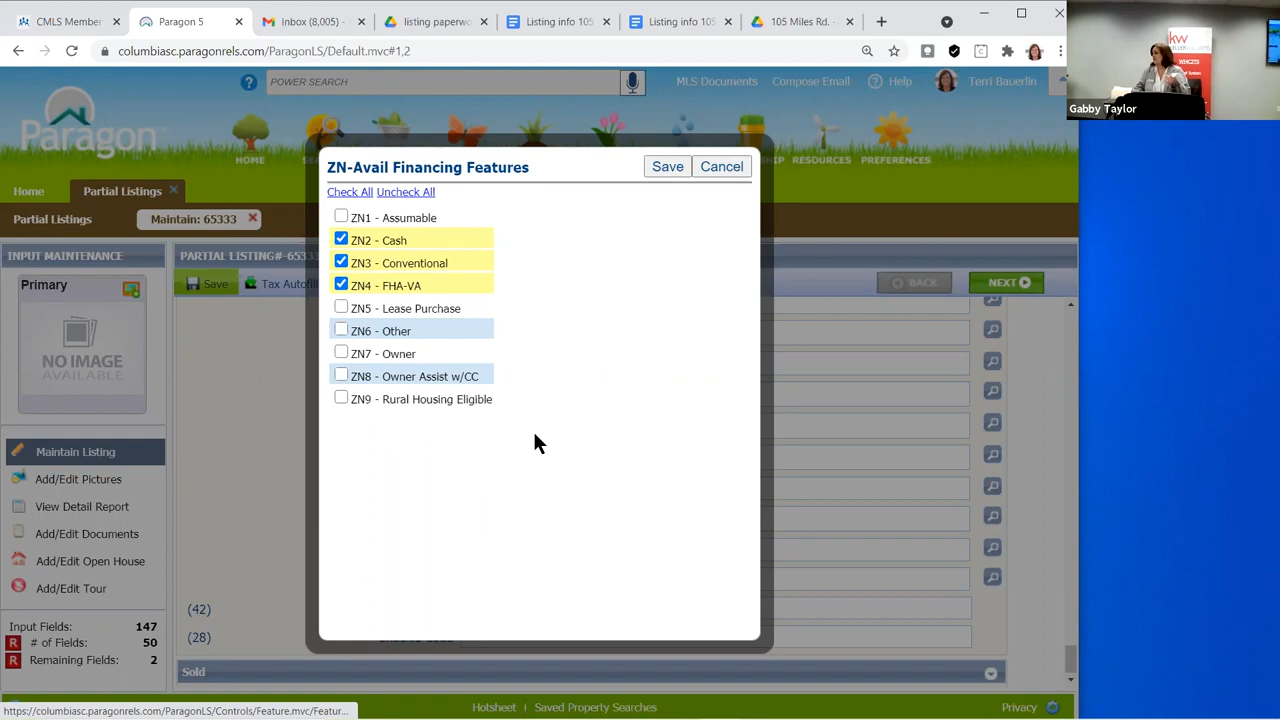 CMLS Member
Paragon 5
Inbox (8,005) -
listing paperw
Listing info 105
Listing info 105
105 Miles Rd. -
columbiasc.paragonrels.com/ParagonLS/Default.mvc#1,2
POWER SEARCH
MLS Documents
Compose Email
Help
Terri Bauerlin
Paragon
HOME
SEA
RESOURCES
PREFERENCES
Home
Partial Listings
Partial Listings
Maintain: 65333
INPUT MAINTENANCE
Primary
NO IMAGE
AVAILABLE
Maintain Listing
Add/Edit Pictures
View Detail Report
Add/Edit Documents
Add/Edit Open House
Add/Edit Tour
Input Fields: 147
R # of Fields: 50
R Remaining Fields: 2
PARTIAL LISTING#-6533
Save
Tax Autofill
BACK
NEXT
ZN-Avail Financing Features
Save
Cancel
Check All Uncheck All
ZN1 - Assumable
ZN2 - Cash
ZN3 - Conventional
ZN4 - FHA-VA
ZN5 - Lease Purchase
ZN6 - Other
ZN7 - Owner
ZN8 - Owner Assist w/CC
ZN9 - Rural Housing Eligible
(42)
(28)
Sold
https://columbiasc.paragonrels.com/ParagonLS/Controls/Feature.mvc/Featur...
Hotsheet
Saved Property Searches
Privacy
kw
KELLERWILLIAMS
Gabby Taylor